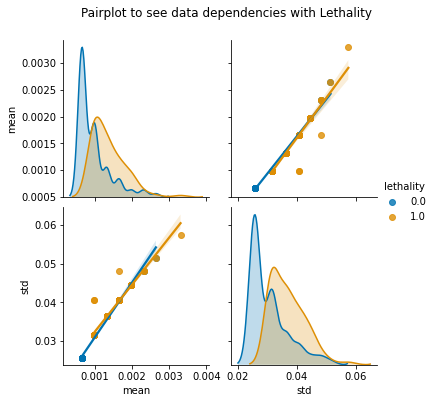 Pairplot to see data dependencies with Lethality
0.0030
0.0025
0.0020
0.0015
0.0010
0.0005
mean
lethality
0.0
1.0
0.06
0.05
0.04
0.03
std
0.001 0.002 0.003 0.004
mean
0.02 0.04 0.06
std